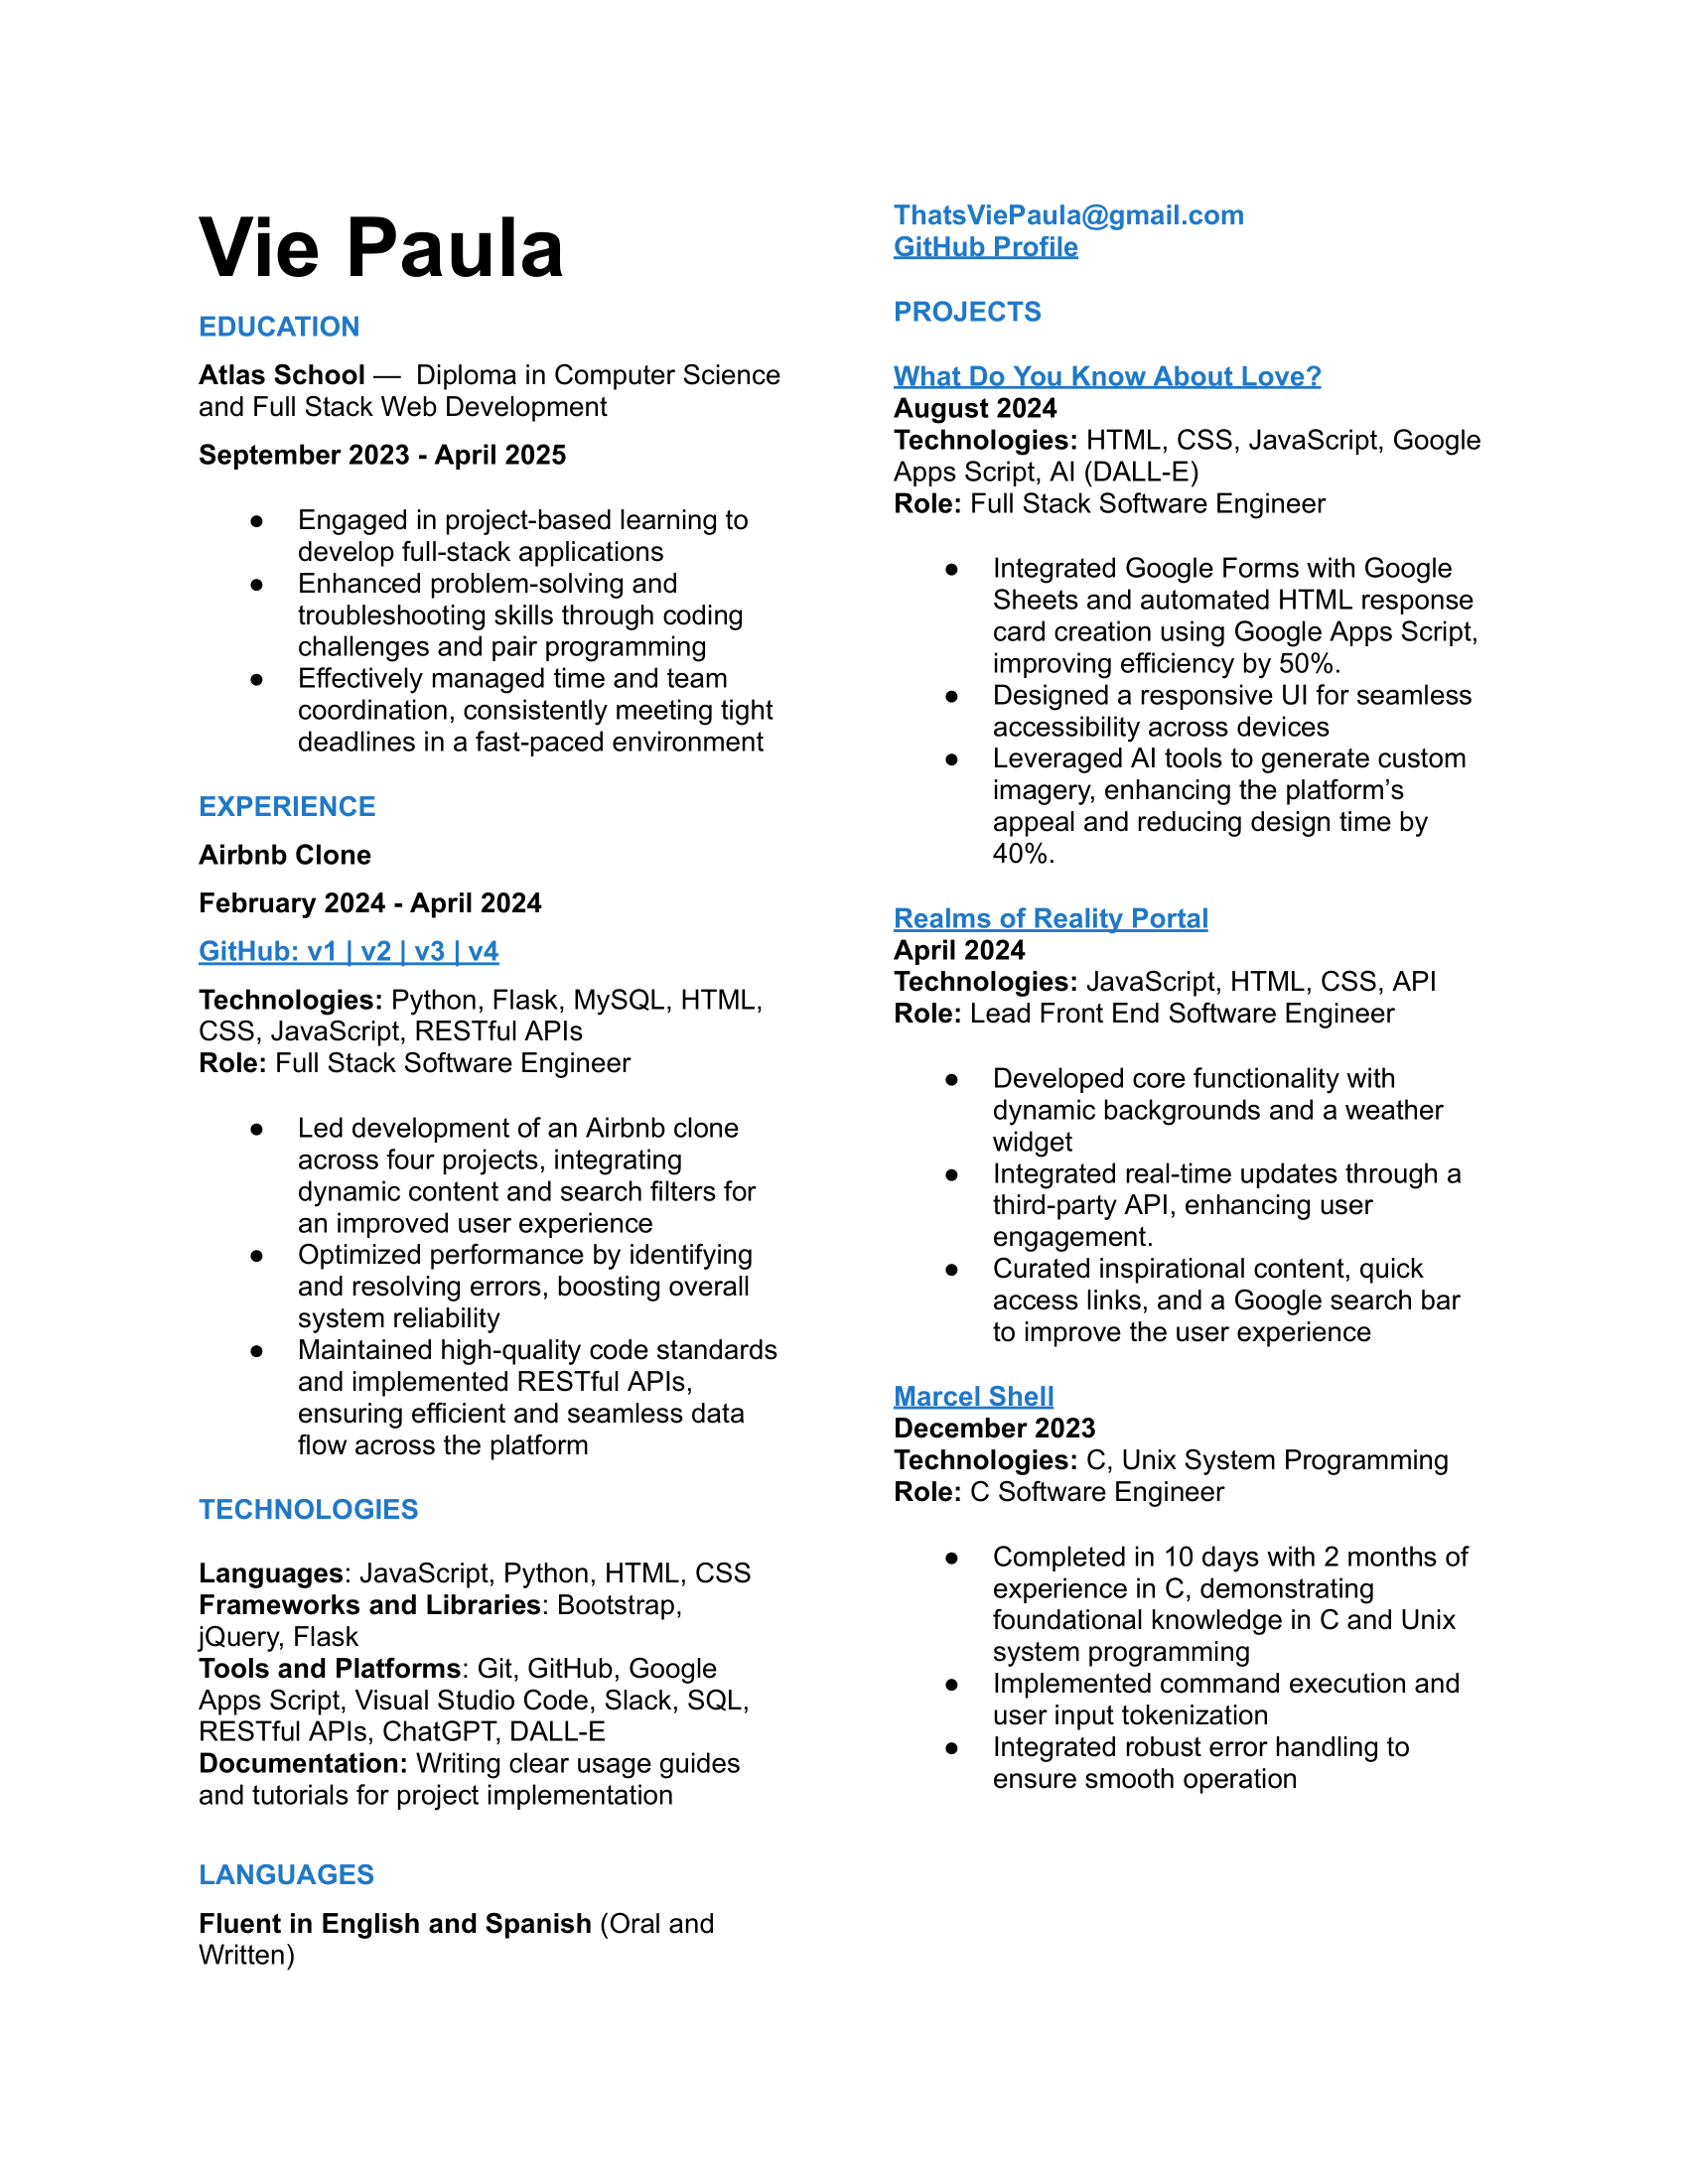 Vie Paula
EDUCATION
Atlas School —  Diploma in Computer Science
and Full Stack Web Development
September 2023 - April 2025
● Engaged in project-based learning to
develop full-stack applications
● Enhanced problem-solving and
troubleshooting skills through coding
challenges and pair programming
● Effectively managed time and team
coordination, consistently meeting tight
deadlines in a fast-paced environment
EXPERIENCE
Airbnb Clone
February 2024 - April 2024
GitHub: v1 | v2 | v3 | v4
Technologies: Python, Flask, MySQL, HTML,
CSS, JavaScript, RESTful APIs
Role: Full Stack Software Engineer
● Led development of an Airbnb clone
across four projects, integrating
dynamic content and search filters for
an improved user experience
● Optimized performance by identifying
and resolving errors, boosting overall
system reliability
● Maintained high-quality code standards
and implemented RESTful APIs,
ensuring efficient and seamless data
flow across the platform
TECHNOLOGIES
Languages: JavaScript, Python, HTML, CSS
Frameworks and Libraries: Bootstrap,
jQuery, Flask
Tools and Platforms: Git, GitHub, Google
Apps Script, Visual Studio Code, Slack, SQL,
RESTful APIs, ChatGPT, DALL-E
Documentation: Writing clear usage guides
and tutorials for project implementation
LANGUAGES
Fluent in English and Spanish (Oral and
Written)
ThatsViePaula@gmail.com
GitHub Profile
PROJECTS
What Do You Know About Love?
August 2024
Technologies: HTML, CSS, JavaScript, Google
Apps Script, AI (DALL-E)
Role: Full Stack Software Engineer
● Integrated Google Forms with Google
Sheets and automated HTML response
card creation using Google Apps Script,
improving efficiency by 50%.
● Designed a responsive UI for seamless
accessibility across devices
● Leveraged AI tools to generate custom
imagery, enhancing the platform’s
appeal and reducing design time by
40%.
Realms of Reality Portal
April 2024
Technologies: JavaScript, HTML, CSS, API
Role: Lead Front End Software Engineer
● Developed core functionality with
dynamic backgrounds and a weather
widget
● Integrated real-time updates through a
third-party API, enhancing user
engagement.
● Curated inspirational content, quick
access links, and a Google search bar
to improve the user experience
Marcel Shell
December 2023
Technologies: C, Unix System Programming
Role: C Software Engineer
● Completed in 10 days with 2 months of
experience in C, demonstrating
foundational knowledge in C and Unix
system programming
● Implemented command execution and
user input tokenization
● Integrated robust error handling to
ensure smooth operation